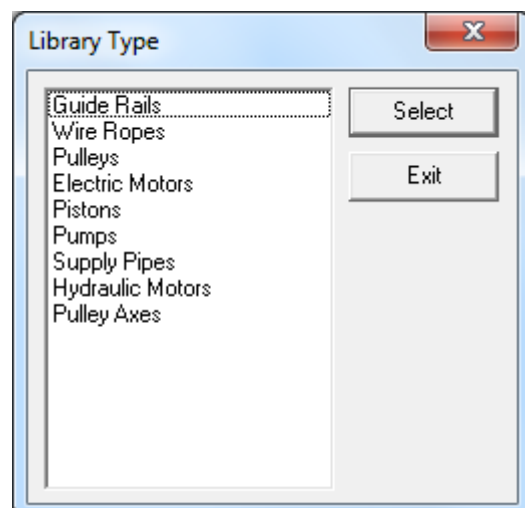 Library Type
Guide Rails
Wire Ropes
Pulleys
Electric Motors
Pistons
Pumps
Supply Pipes
Hydraulic Motors
Pulley Axes
Select
Exit